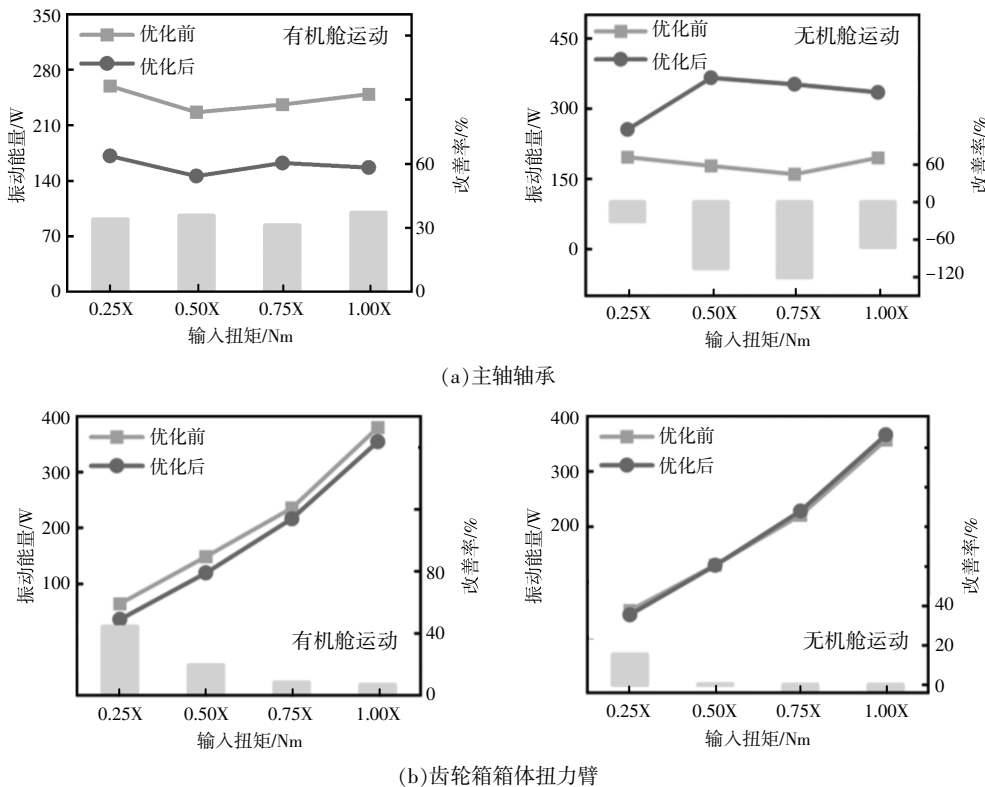 350
280
210
140
70
0
振动能量/W
优化前
优化后
有机舱运动
60
30
0
改善率/%
0.25X 0.50X 0.75X 1.00X
输入扭矩/Nm
450
300
150
0
振动能量/W
优化前
优化后
无机舱运动
60
0
-60
-120
改善率/%
0.25X 0.50X 0.75X 1.00X
输入扭矩/Nm
(a)主轴轴承
400
300
200
100
振动能量/W
优化前
优化后
有机舱运动
80
40
0
改善率/%
0.25X 0.50X 0.75X 1.00X
输入扭矩/Nm
400
300
200
振动能量/W
优化前
优化后
无机舱运动
40
20
0
改善率/%
0.25X 0.50X 0.75X 1.00X
输入扭矩/Nm
(b)齿轮箱箱体扭力臂